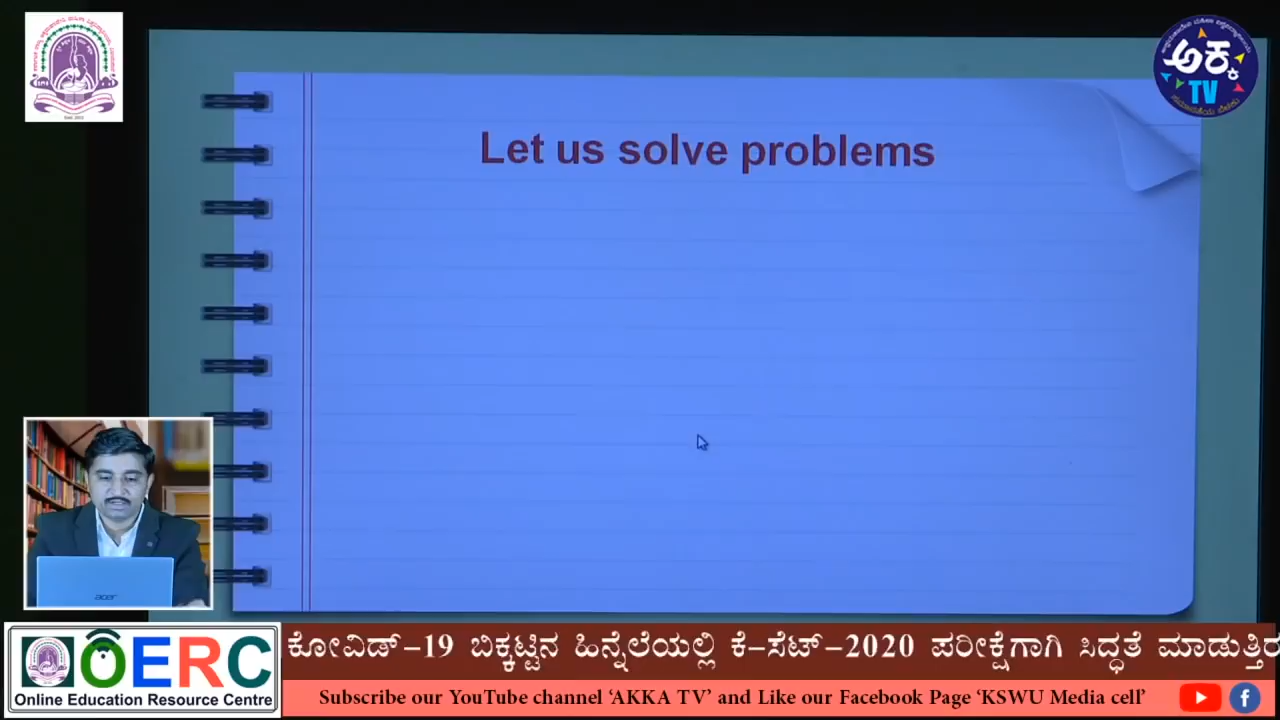 ಅಕ್ಕ
TV
Let us solve problems
acer
OERC
Online Education Resource Centre
ಕೋವಿಡ್-19 ಬಿಕ್ಕಟ್ಟಿನ ಹಿನ್ನೆಲೆಯಲ್ಲಿ ಕೆ-ಸೆಟ್-2020 ಪರೀಕ್ಷೆಗಾಗಿ ಸಿದ್ಧತೆ ಮಾಡುತ್ತಿರ
Subscribe our YouTube channel ‘AKKA TV’ and Like our Facebook Page ‘KSWU Media cell’